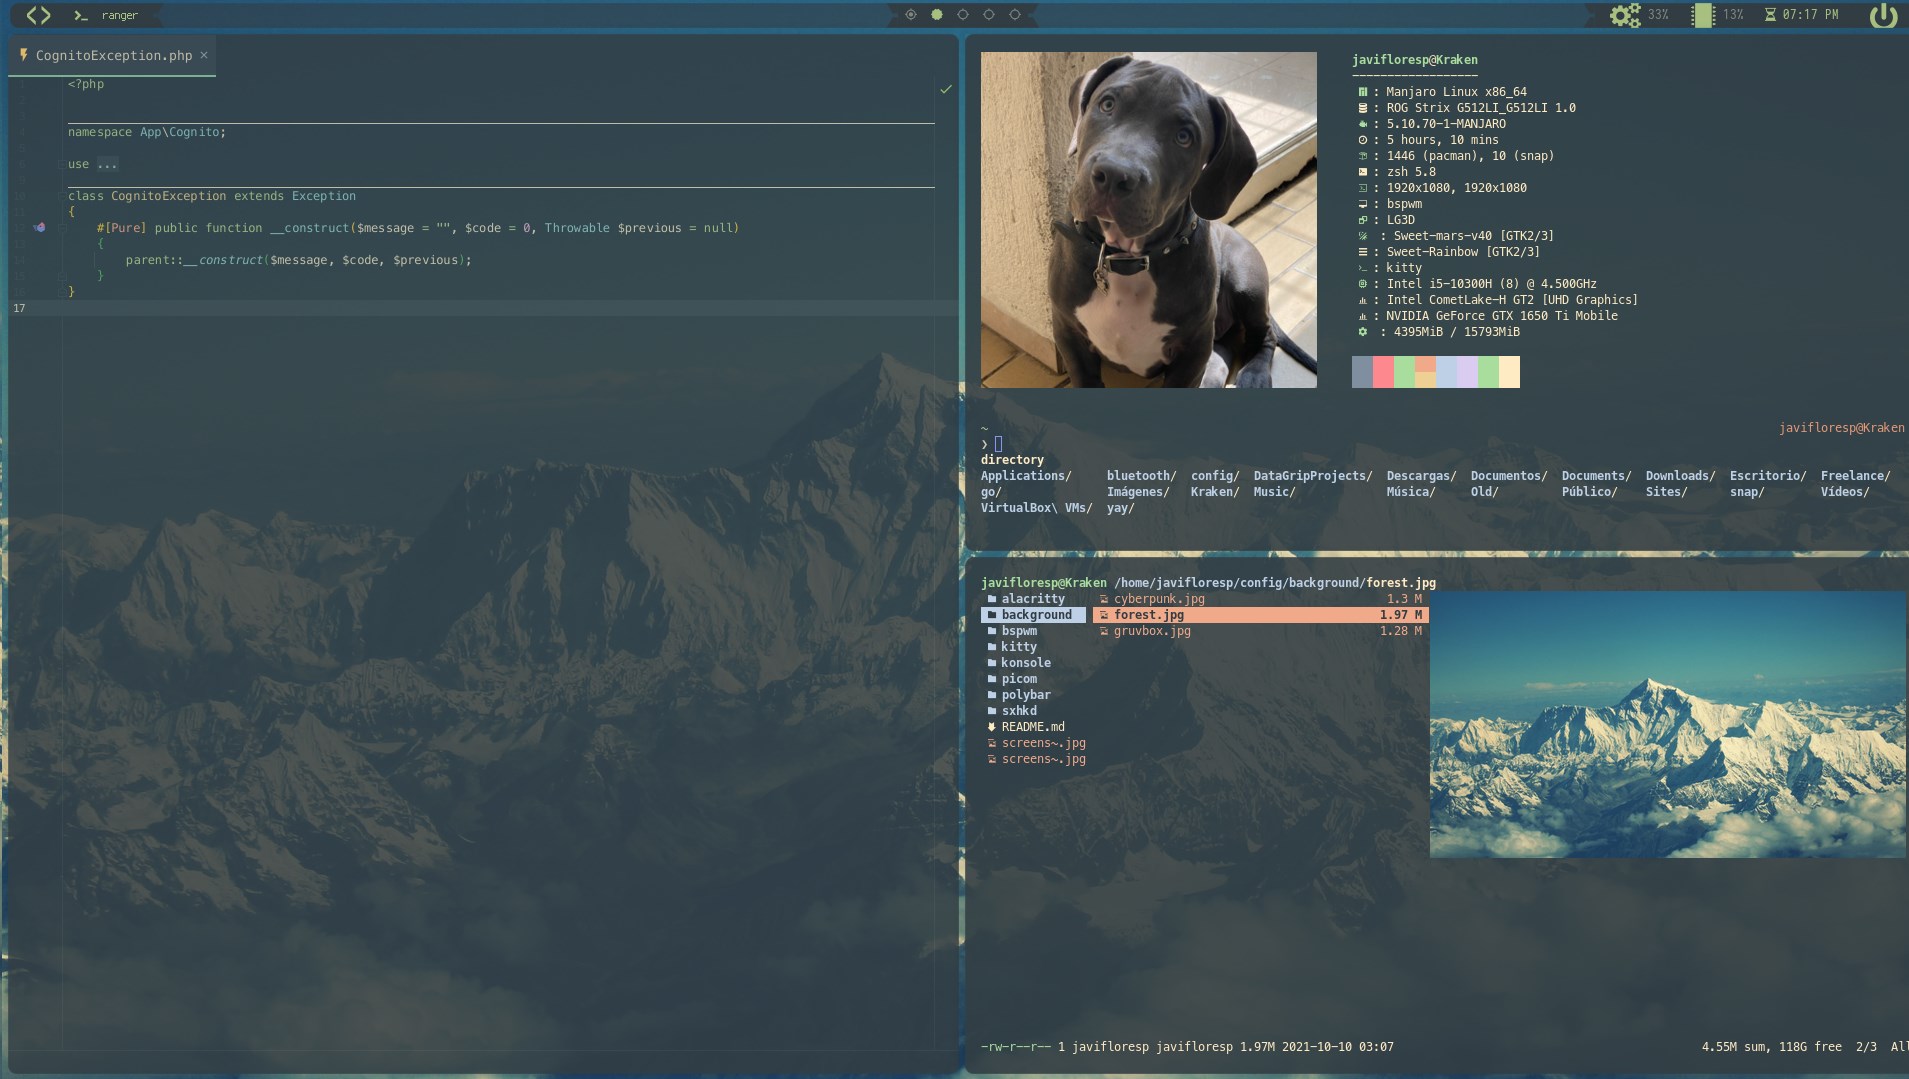 ranger
33%
13%
07:17 PM
CognitoException.php ×
<?php
namespace App\Cognito;
use ...
class CognitoException extends Exception
{
#[Pure] public function __construct($message = "", $code = 0, Throwable $previous = null)
{
parent::__construct($message, $code, $previous);
}
}
17
javifloresp@Kraken
------------------
: Manjaro Linux x86_64
: ROG Strix G512LI_G512LI 1.0
: 5.10.70-1-MANJARO
: 5 hours, 10 mins
: 1446 (pacman), 10 (snap)
: zsh 5.8
: 1920x1080, 1920x1080
: bspwm
: LG3D
: Sweet-mars-v40 [GTK2/3]
: Sweet-Rainbow [GTK2/3]
: kitty
: Intel i5-10300H (8) @ 4.500GHz
: Intel CometLake-H GT2 [UHD Graphics]
: NVIDIA GeForce GTX 1650 Ti Mobile
: 4395MiB / 15793MiB
~ javifloresp@Kraken
❯
directory
Applications/ bluetooth/ config/ DataGripProjects/ Descargas/ Documentos/ Documents/ Downloads/ Escritorio/ Freelance/
go/ Imágenes/ Kraken/ Music/ Música/ Old/ Público/ Sites/ snap/ Vídeos/
VirtualBox\ VMs/ yay/
javifloresp@Kraken /home/javifloresp/config/background/forest.jpg
alacritty cyberpunk.jpg 1.3 M
background forest.jpg 1.97 M
bspwm gruvbox.jpg 1.28 M
kitty
konsole
picom
polybar
sxhkd
README.md
screens~.jpg
screens~.jpg
-rw-r--r-- 1 javifloresp javifloresp 1.97M 2021-10-10 03:07 4.55M sum, 118G free 2/3 All